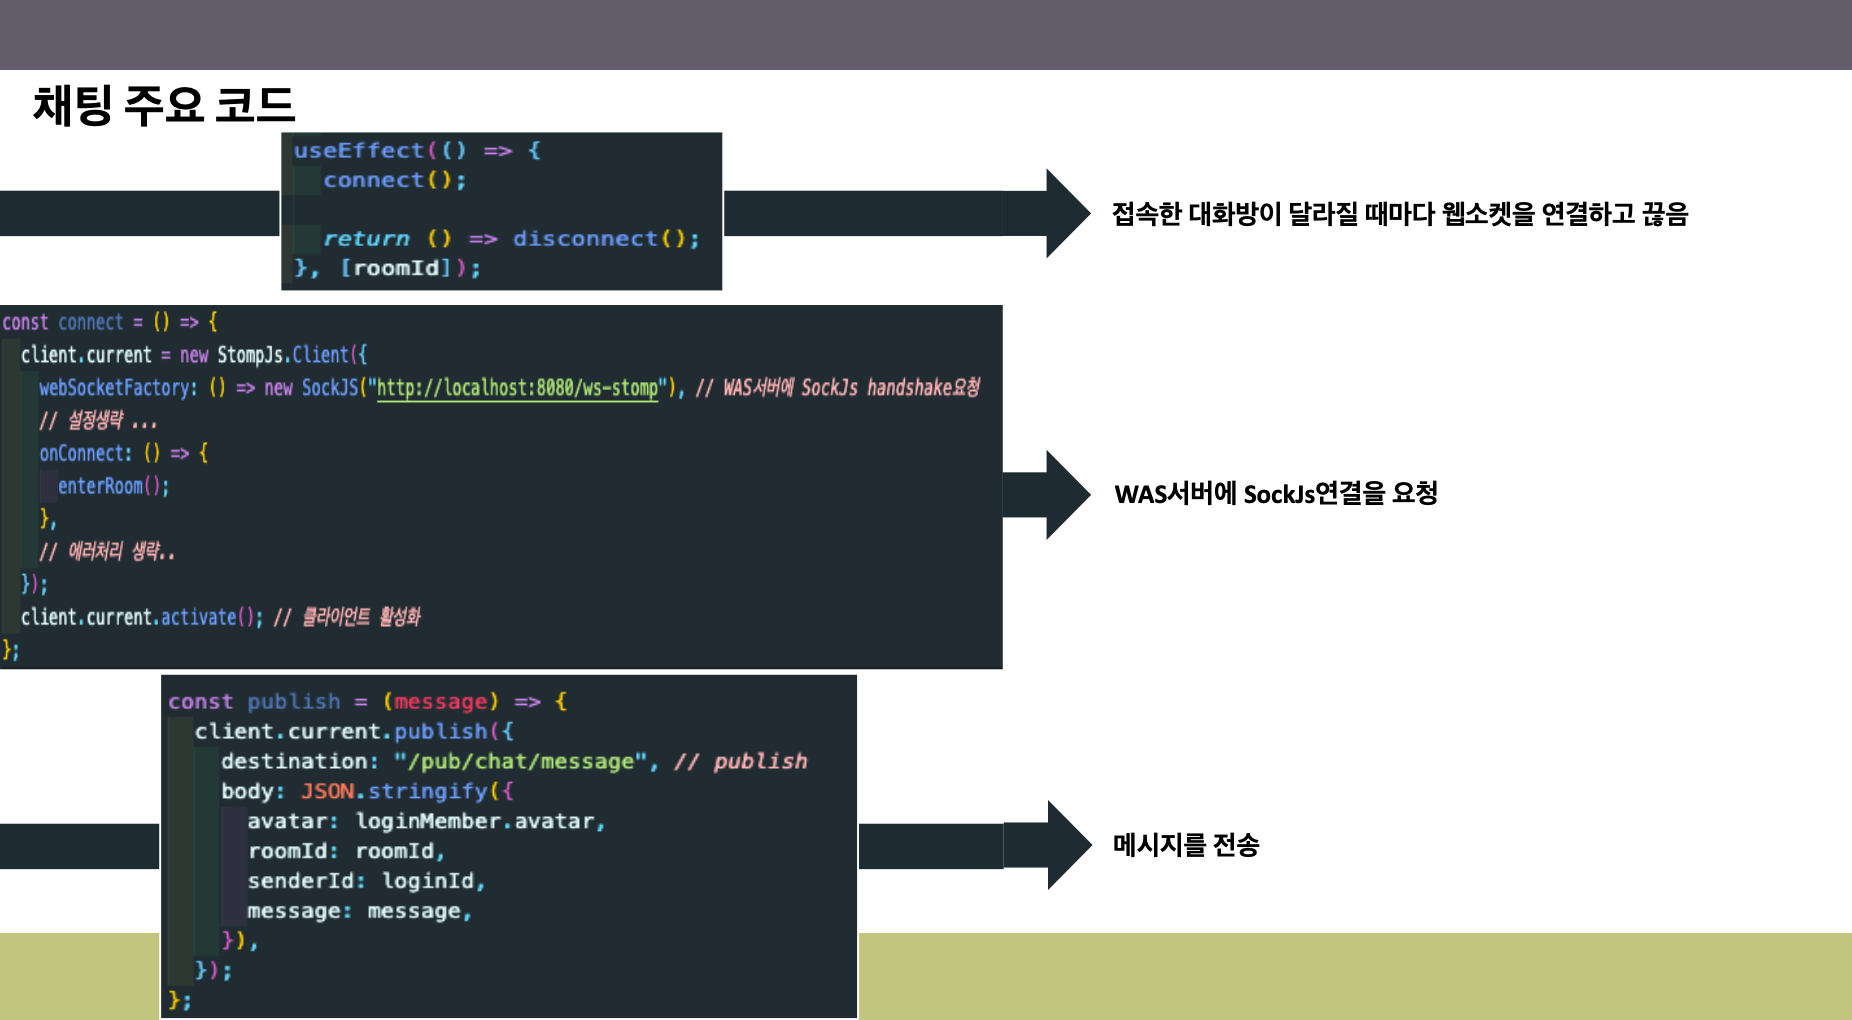 채팅 주요 코드
useEffect(() => {
connect();
return () => disconnect();
}, [roomId]);
접속한 대화방이 달라질 때마다 웹소켓을 연결하고 끊음
const connect = () => {
client.current = new StompJs.Client({
webSocketFactory: () => new SockJS("http://localhost:8080/ws-stomp"), // WAS서버에 SockJs handshake요청
// 설정생략 ...
onConnect: () => {
enterRoom();
},
// 에러처리 생략..
});
client.current.activate(); // 클라이언트 활성화
};
WAS서버에 SockJs연결을 요청
const publish = (message) => {
client.current.publish({
destination: "/pub/chat/message", // publish
body: JSON.stringify({
avatar: loginMember.avatar,
roomId: roomId,
senderId: loginId,
message: message,
}),
});
};
메시지를 전송